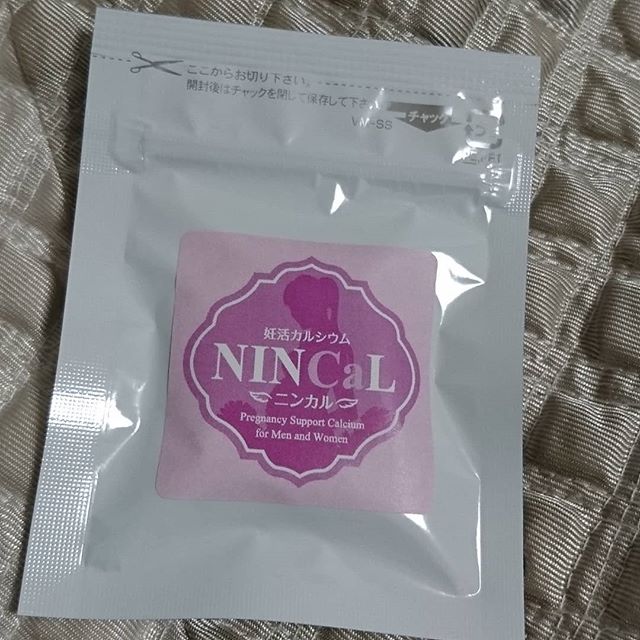 ここからお切り下さい。
開封後はチャックを閉じて保存して下さい
VW-SS
チャック
妊活カルシウム
NINCaL
ニンカル
Pregnancy Support Calcium
for Men and Women